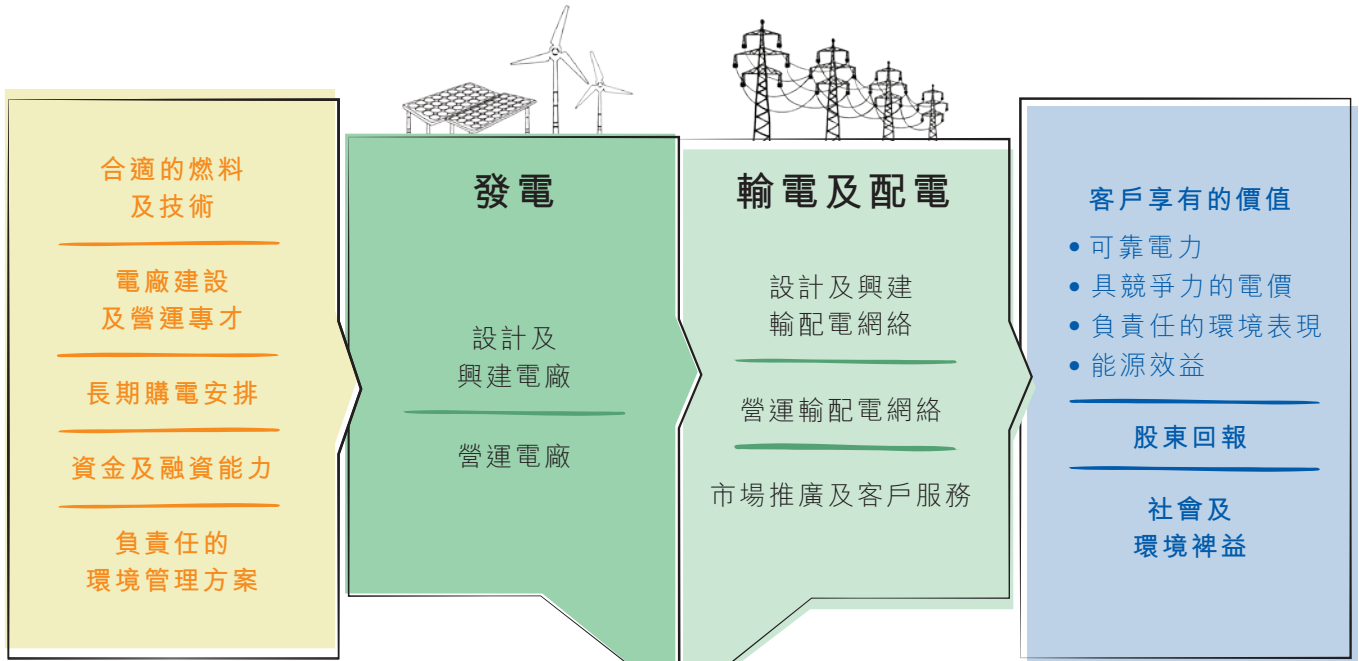 合適的燃料
及技術
電廠建設
及營運專才
長期購電安排
資金及融資能力
負責任的
環境管理方案
發電
設計及
興建電廠
營運電廠
輸電及配電
設計及興建
輸配電網絡
營運輸配電網絡
市場推廣及客戶服務
客戶享有的價值
• 可靠電力
• 具競爭力的電價
• 負責任的環境表現
• 能源效益
股東回報
社會及
環境裨益